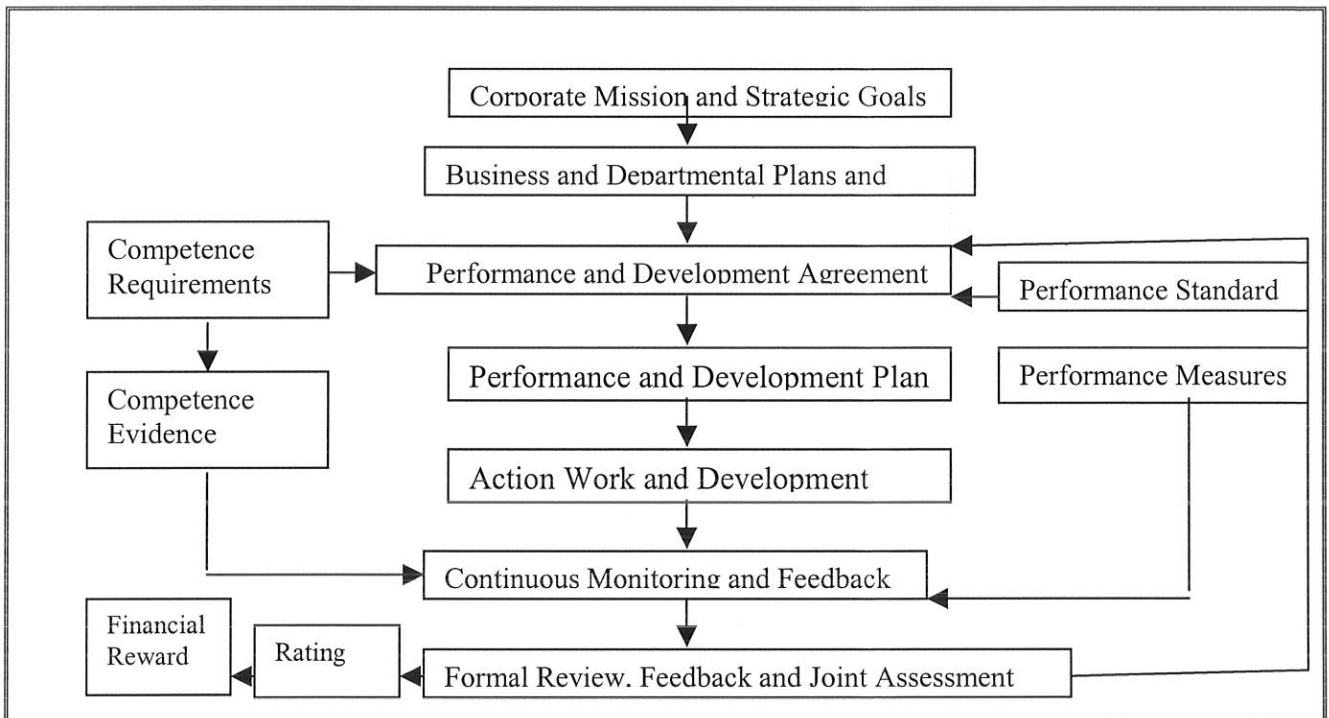 Corporate Mission and Strategic Goals
Business and Departmental Plans and
Competence
Requirements
Performance and Development Agreement
Performance Standard
Performance and Development Plan
Performance Measures
Competence
Evidence
Action Work and Development
Continuous Monitoring and Feedback
Financial
Reward
Rating
Formal Review. Feedback and Joint Assessment